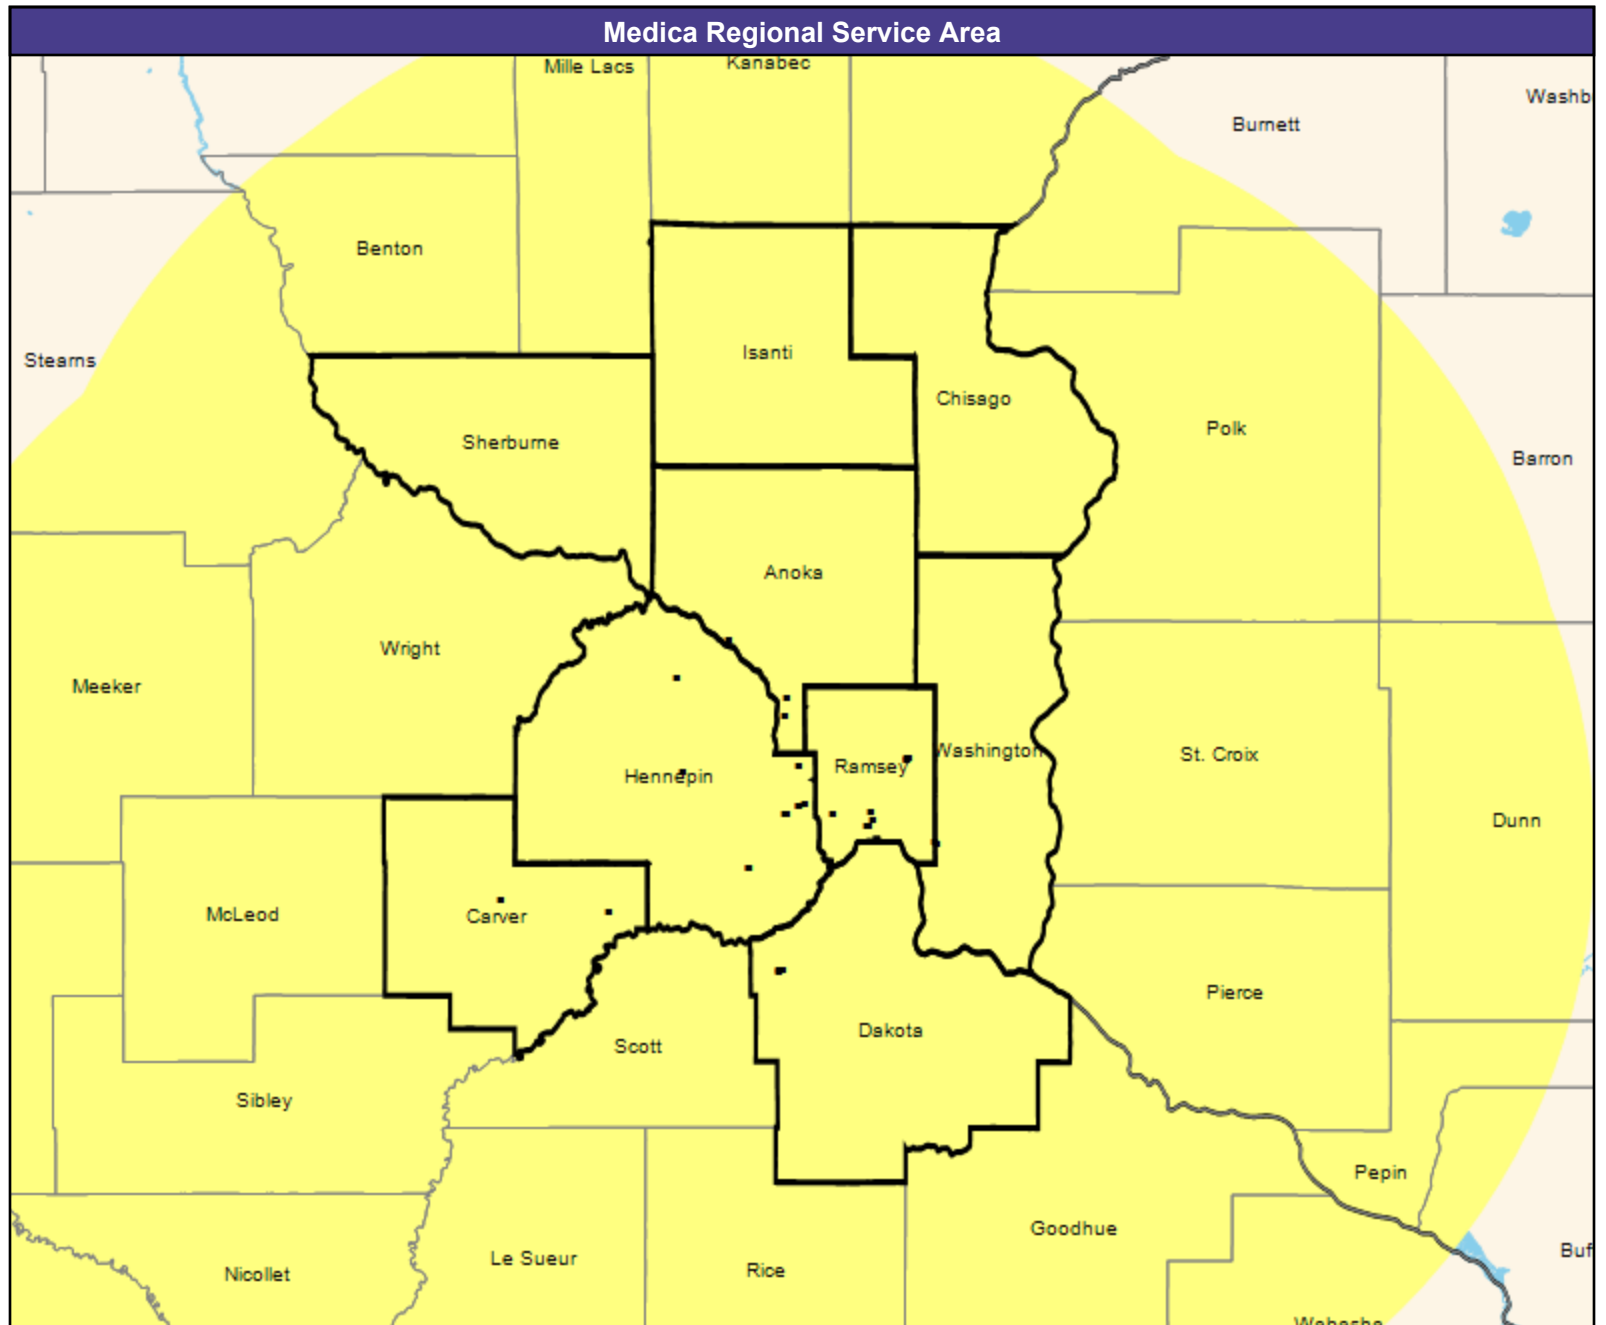 Medica Regional Service Area
Mille Lacs
Kanabec
Washb
Burnett
Benton
Stearns
Isanti
Chisago
Polk
Sherburne
Barron
Anoka
Wright
Meeker
Washington
St. Croix
Ramsey
Hennepin
Dunn
McLeod
Carver
Pierce
Dakota
Scott
Sibley
Pepin
Goodhue
Buf
Le Sueur
Rice
Nicollet